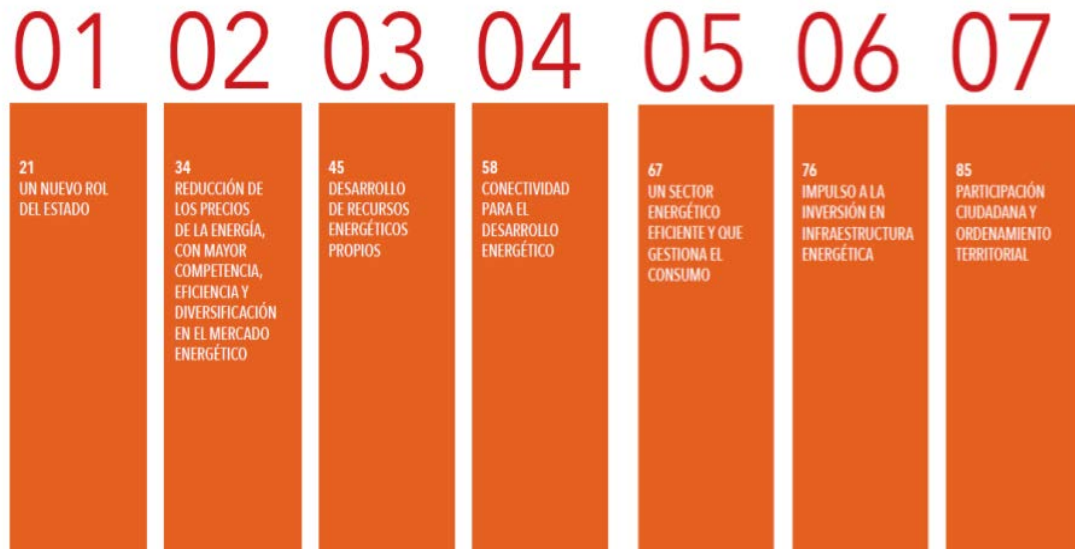 01
21
UN NUEVO ROL
DEL ESTADO
02
34
REDUCCIÓN DE
LOS PRECIOS
DE LA ENERGÍA,
CON MAYOR
COMPETENCIA,
EFICIENCIA Y
DIVERSIFICACIÓN
EN EL MERCADO
ENERGÉTICO
03
45
DESARROLLO
DE RECURSOS
ENERGÉTICOS
PROPIOS
04
58
CONECTIVIDAD
PARA EL
DESARROLLO
ENERGÉTICO
05
67
UN SECTOR
ENERGÉTICO
EFICIENTE Y QUE
GESTIONA EL
CONSUMO
06
76
IMPULSO A LA
INVERSIÓN EN
INFRAESTRUCTURA
ENERGÉTICA
07
85
PARTICIPACIÓN
CIUDADANA Y
ORDENAMIENTO
TERRITORIAL